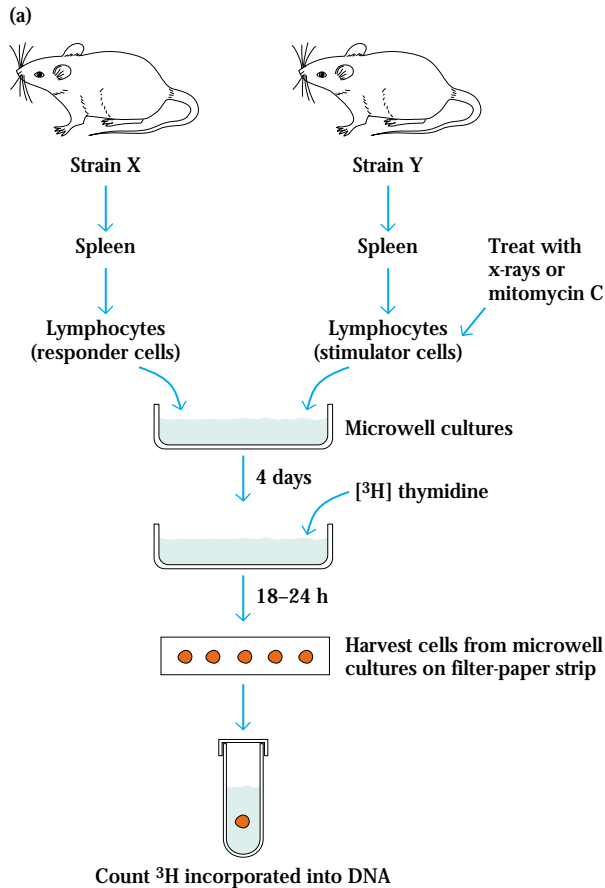 (a)
Strain X
Strain Y
Spleen
Spleen
Treat with
x-rays or
mitomycin C
Lymphocytes
(responder cells)
Lymphocytes
(stimulator cells)
Microwell cultures
4 days
[³H] thymidine
18–24 h
Harvest cells from microwell
cultures on filter-paper strip
Count ³H incorporated into DNA